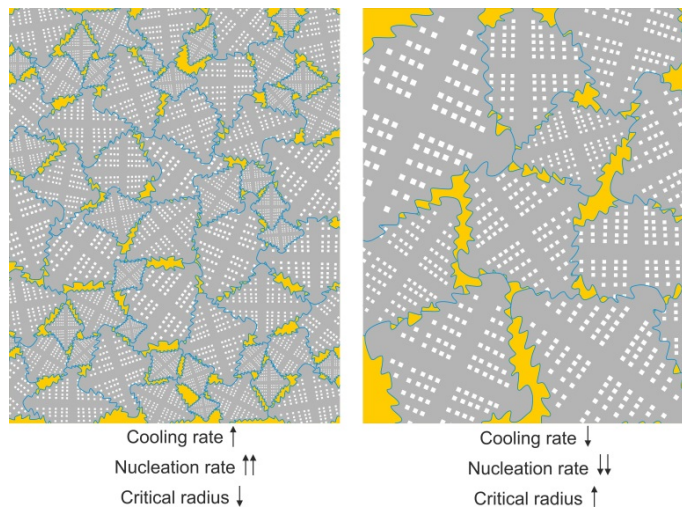 Cooling rate ↑
Nucleation rate ↑↑
Critical radius ↓
Cooling rate ↓
Nucleation rate ↓↓
Critical radius ↑